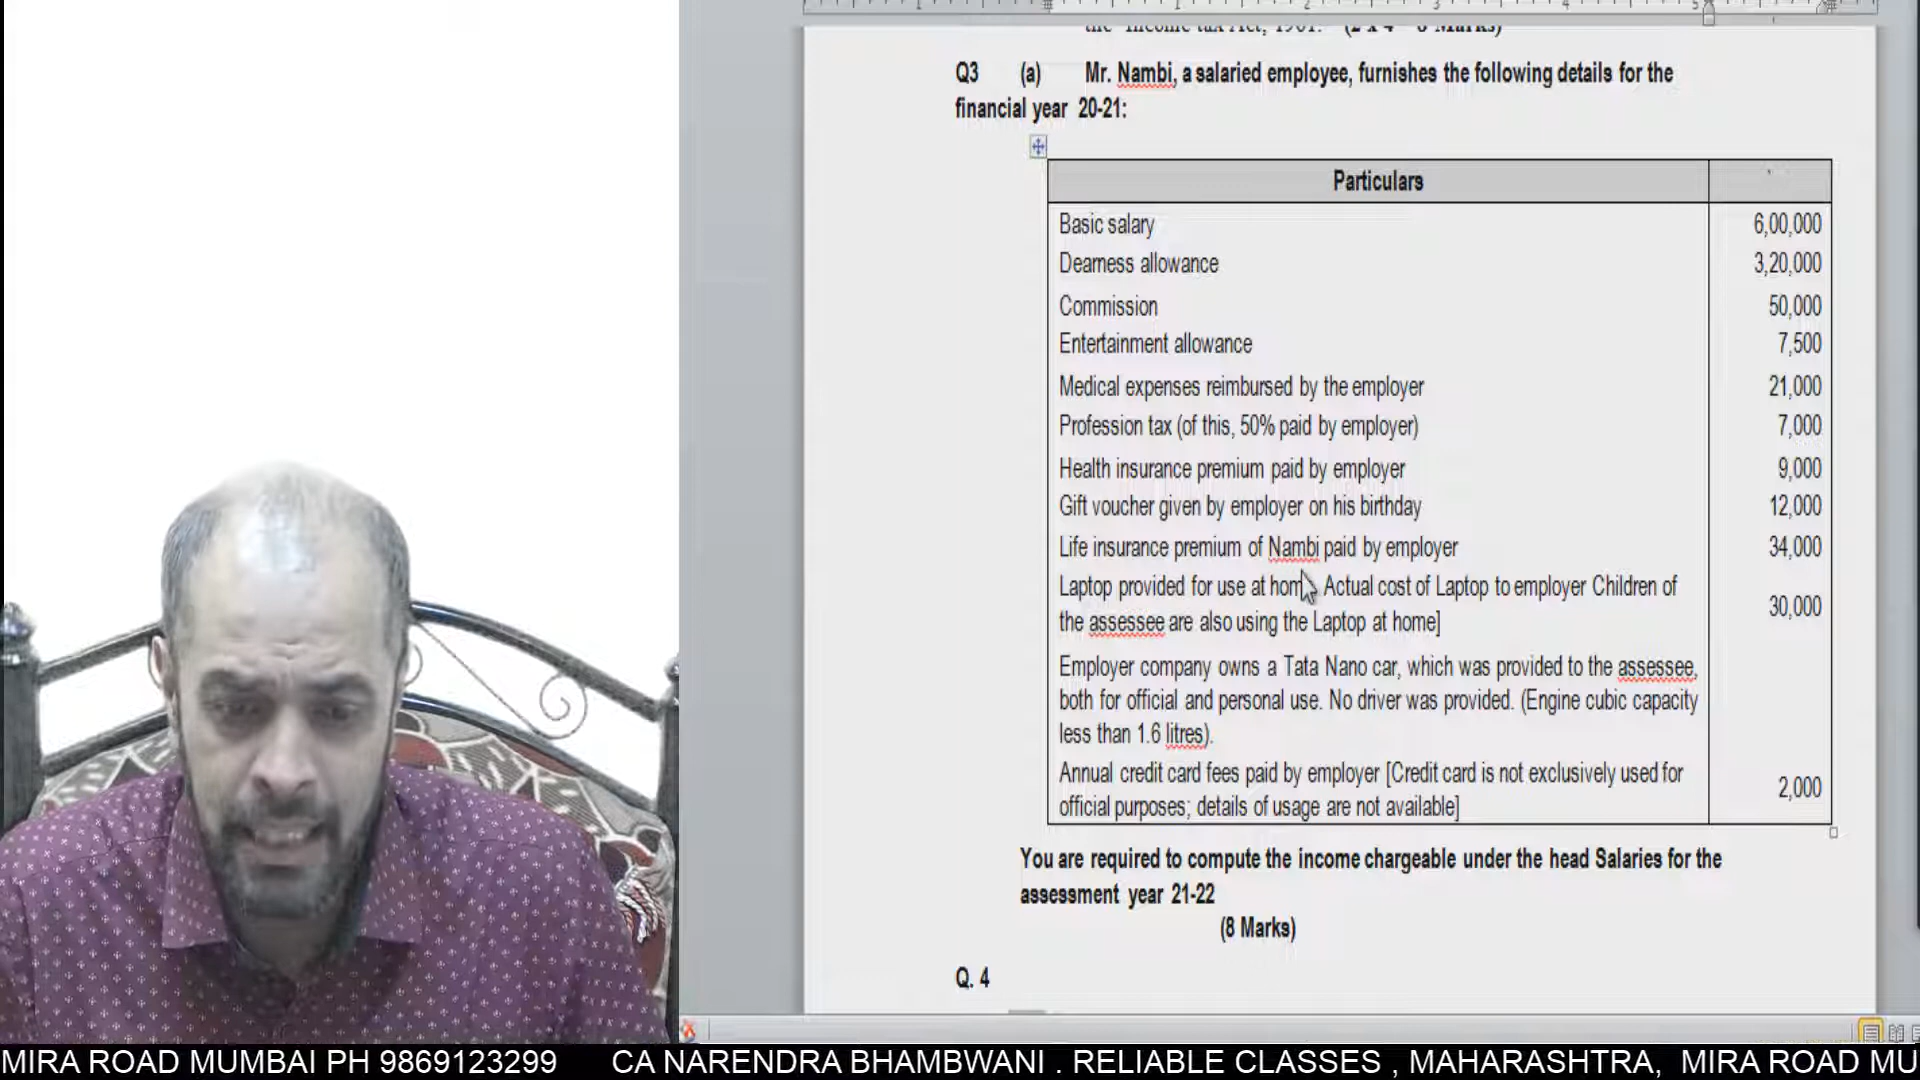 the Income tax Act, 1961. (2 x 4 = 8 Marks)
Q3 (a) Mr. Nambi, a salaried employee, furnishes the following details for the
financial year 20-21:
Particulars
Basic salary 6,00,000
Dearness allowance 3,20,000
Commission 50,000
Entertainment allowance 7,500
Medical expenses reimbursed by the employer 21,000
Profession tax (of this, 50% paid by employer) 7,000
Health insurance premium paid by employer 9,000
Gift voucher given by employer on his birthday 12,000
Life insurance premium of Nambi paid by employer 34,000
Laptop provided for use at home Actual cost of Laptop to employer Children of
the assessee are also using the Laptop at home] 30,000
Employer company owns a Tata Nano car, which was provided to the assessee,
both for official and personal use. No driver was provided. (Engine cubic capacity
less than 1.6 litres).
Annual credit card fees paid by employer [Credit card is not exclusively used for
official purposes; details of usage are not available] 2,000
You are required to compute the income chargeable under the head Salaries for the
assessment year 21-22
(8 Marks)
Q. 4
MIRA ROAD MUMBAI PH 9869123299 CA NARENDRA BHAMBWANI . RELIABLE CLASSES , MAHARASHTRA, MIRA ROAD MU